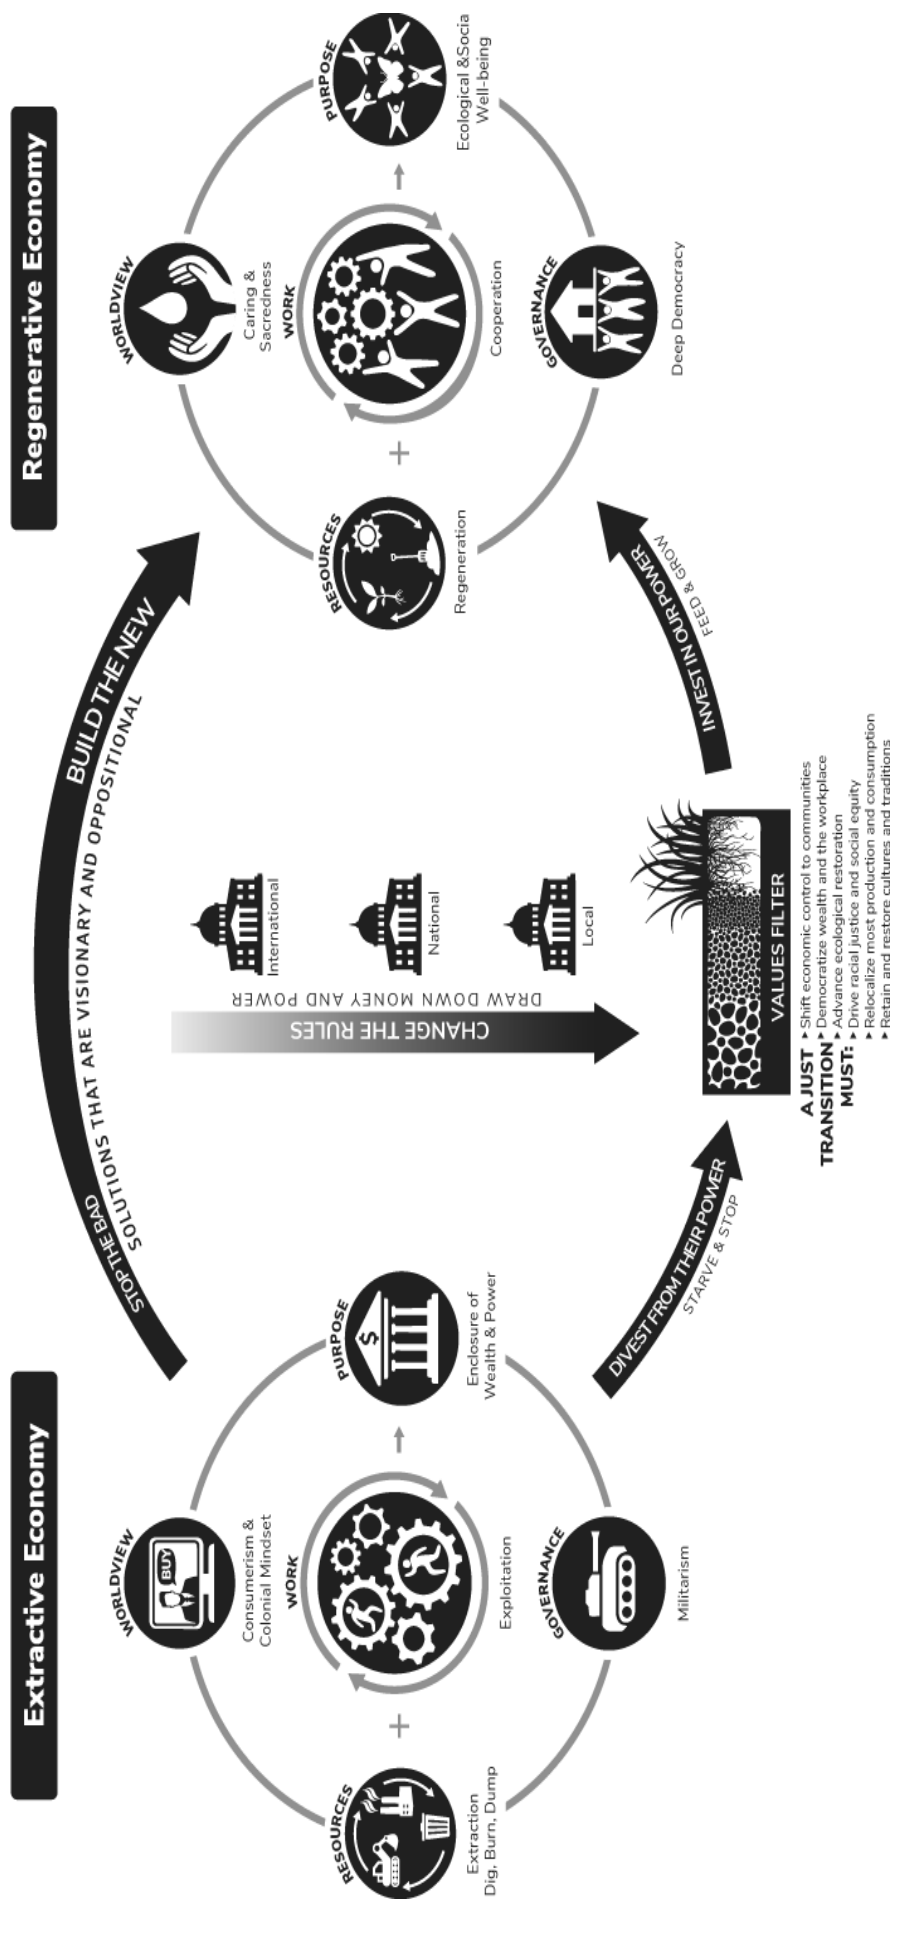 Extractive Economy
Regenerative Economy
STOP THE BAD
BUILD THE NEW
SOLUTIONS THAT ARE VISIONARY AND OPPOSITIONAL
WORLDVIEW
BUY
Consumerism &
Colonial Mindset
RESOURCES
Extraction
Dig, Burn, Dump
+
WORK
Exploitation
PURPOSE
$
Enclosure of
Wealth & Power
GOVERNANCE
Militarism
CHANGE THE RULES
DRAW DOWN MONEY AND POWER
International
National
Local
WORLDVIEW
Caring &
Sacredness
RESOURCES
Regeneration
+
WORK
Cooperation
PURPOSE
Ecological &Socia
Well-being
GOVERNANCE
Deep Democracy
DIVEST FROM THEIR POWER
STARVE & STOP
VALUES FILTER
INVEST IN OUR POWER
FEED & GROW
A JUST
TRANSITION
MUST:
‣ Shift economic control to communities
‣ Democratize wealth and the workplace
‣ Advance ecological restoration
‣ Drive racial justice and social equity
‣ Relocalize most production and consumption
‣ Retain and restore cultures and traditions